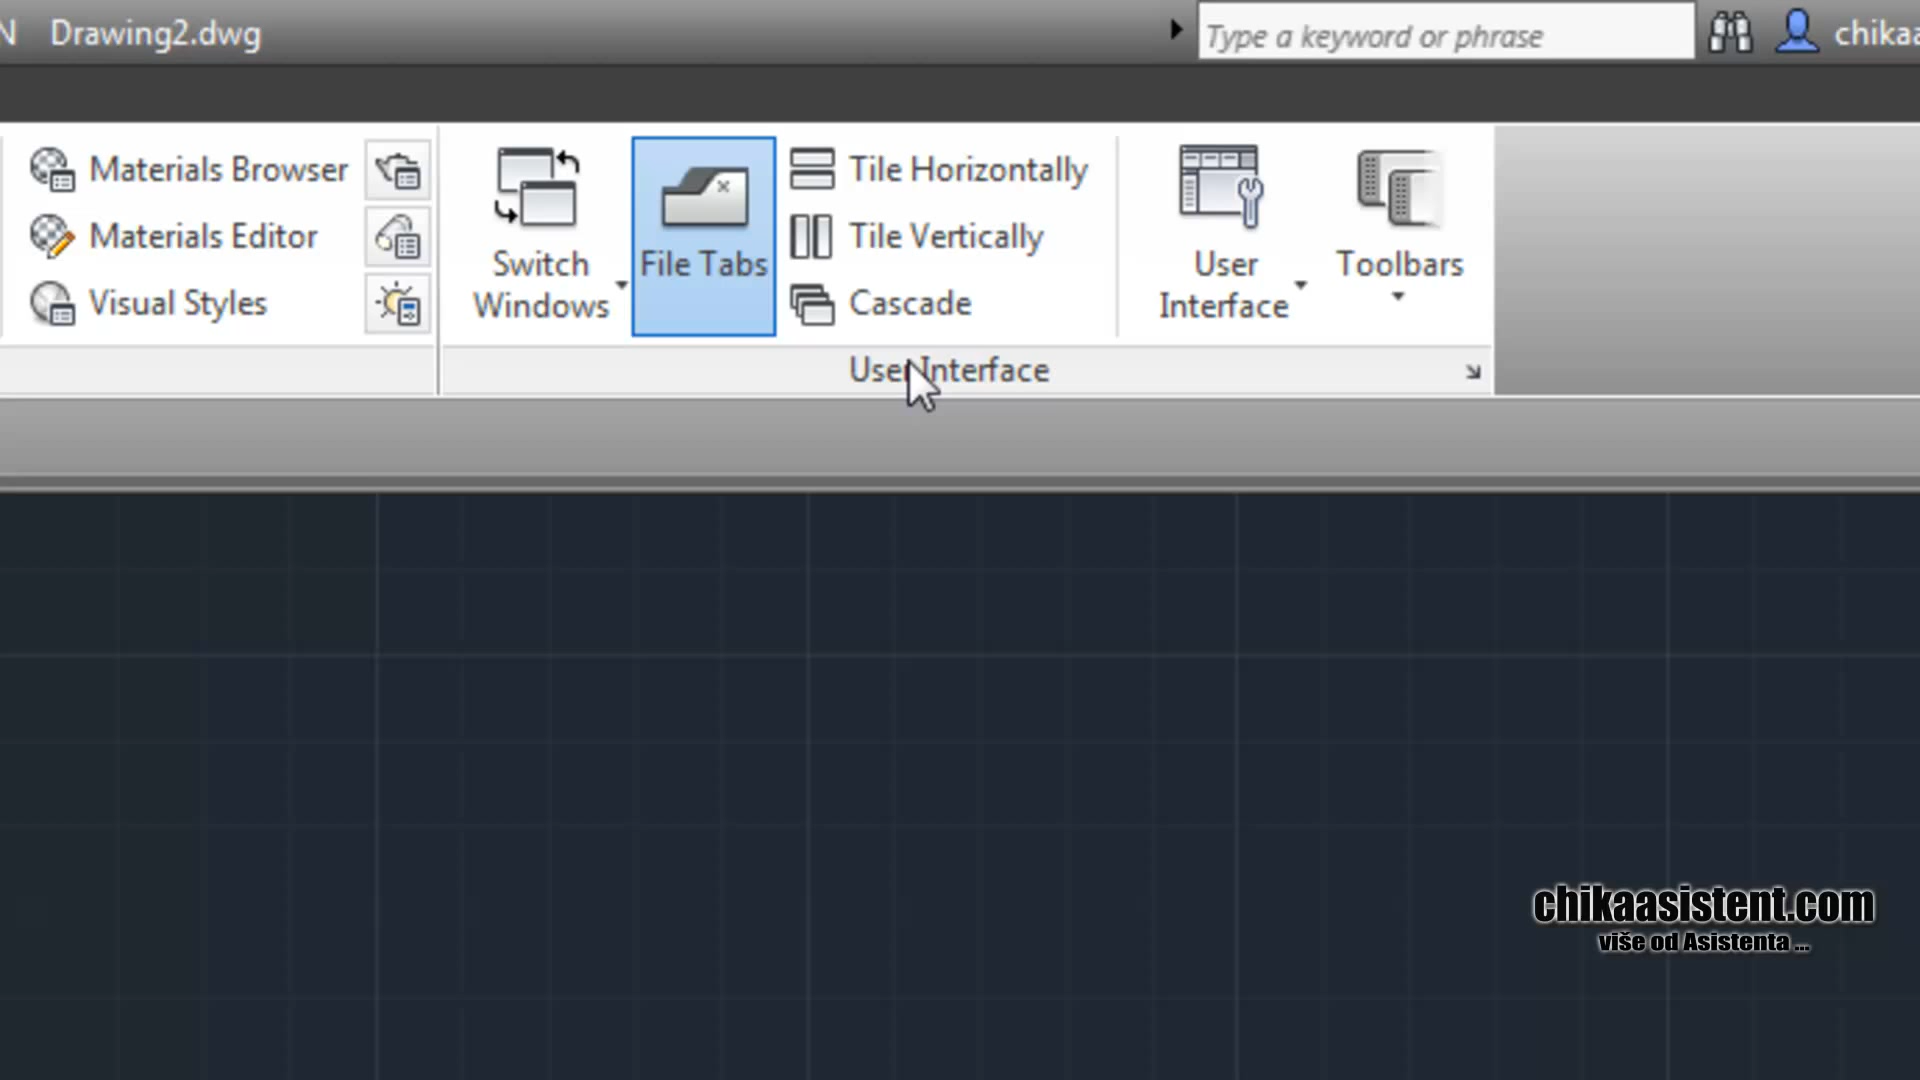 N Drawing2.dwg
Type a keyword or phrase
chikaa
Materials Browser
Materials Editor
Visual Styles
Switch
Windows
File Tabs
Tile Horizontally
Tile Vertically
Cascade
User
Interface
Toolbars
User Interface
chikaasistent.com
više od Asistenta ...